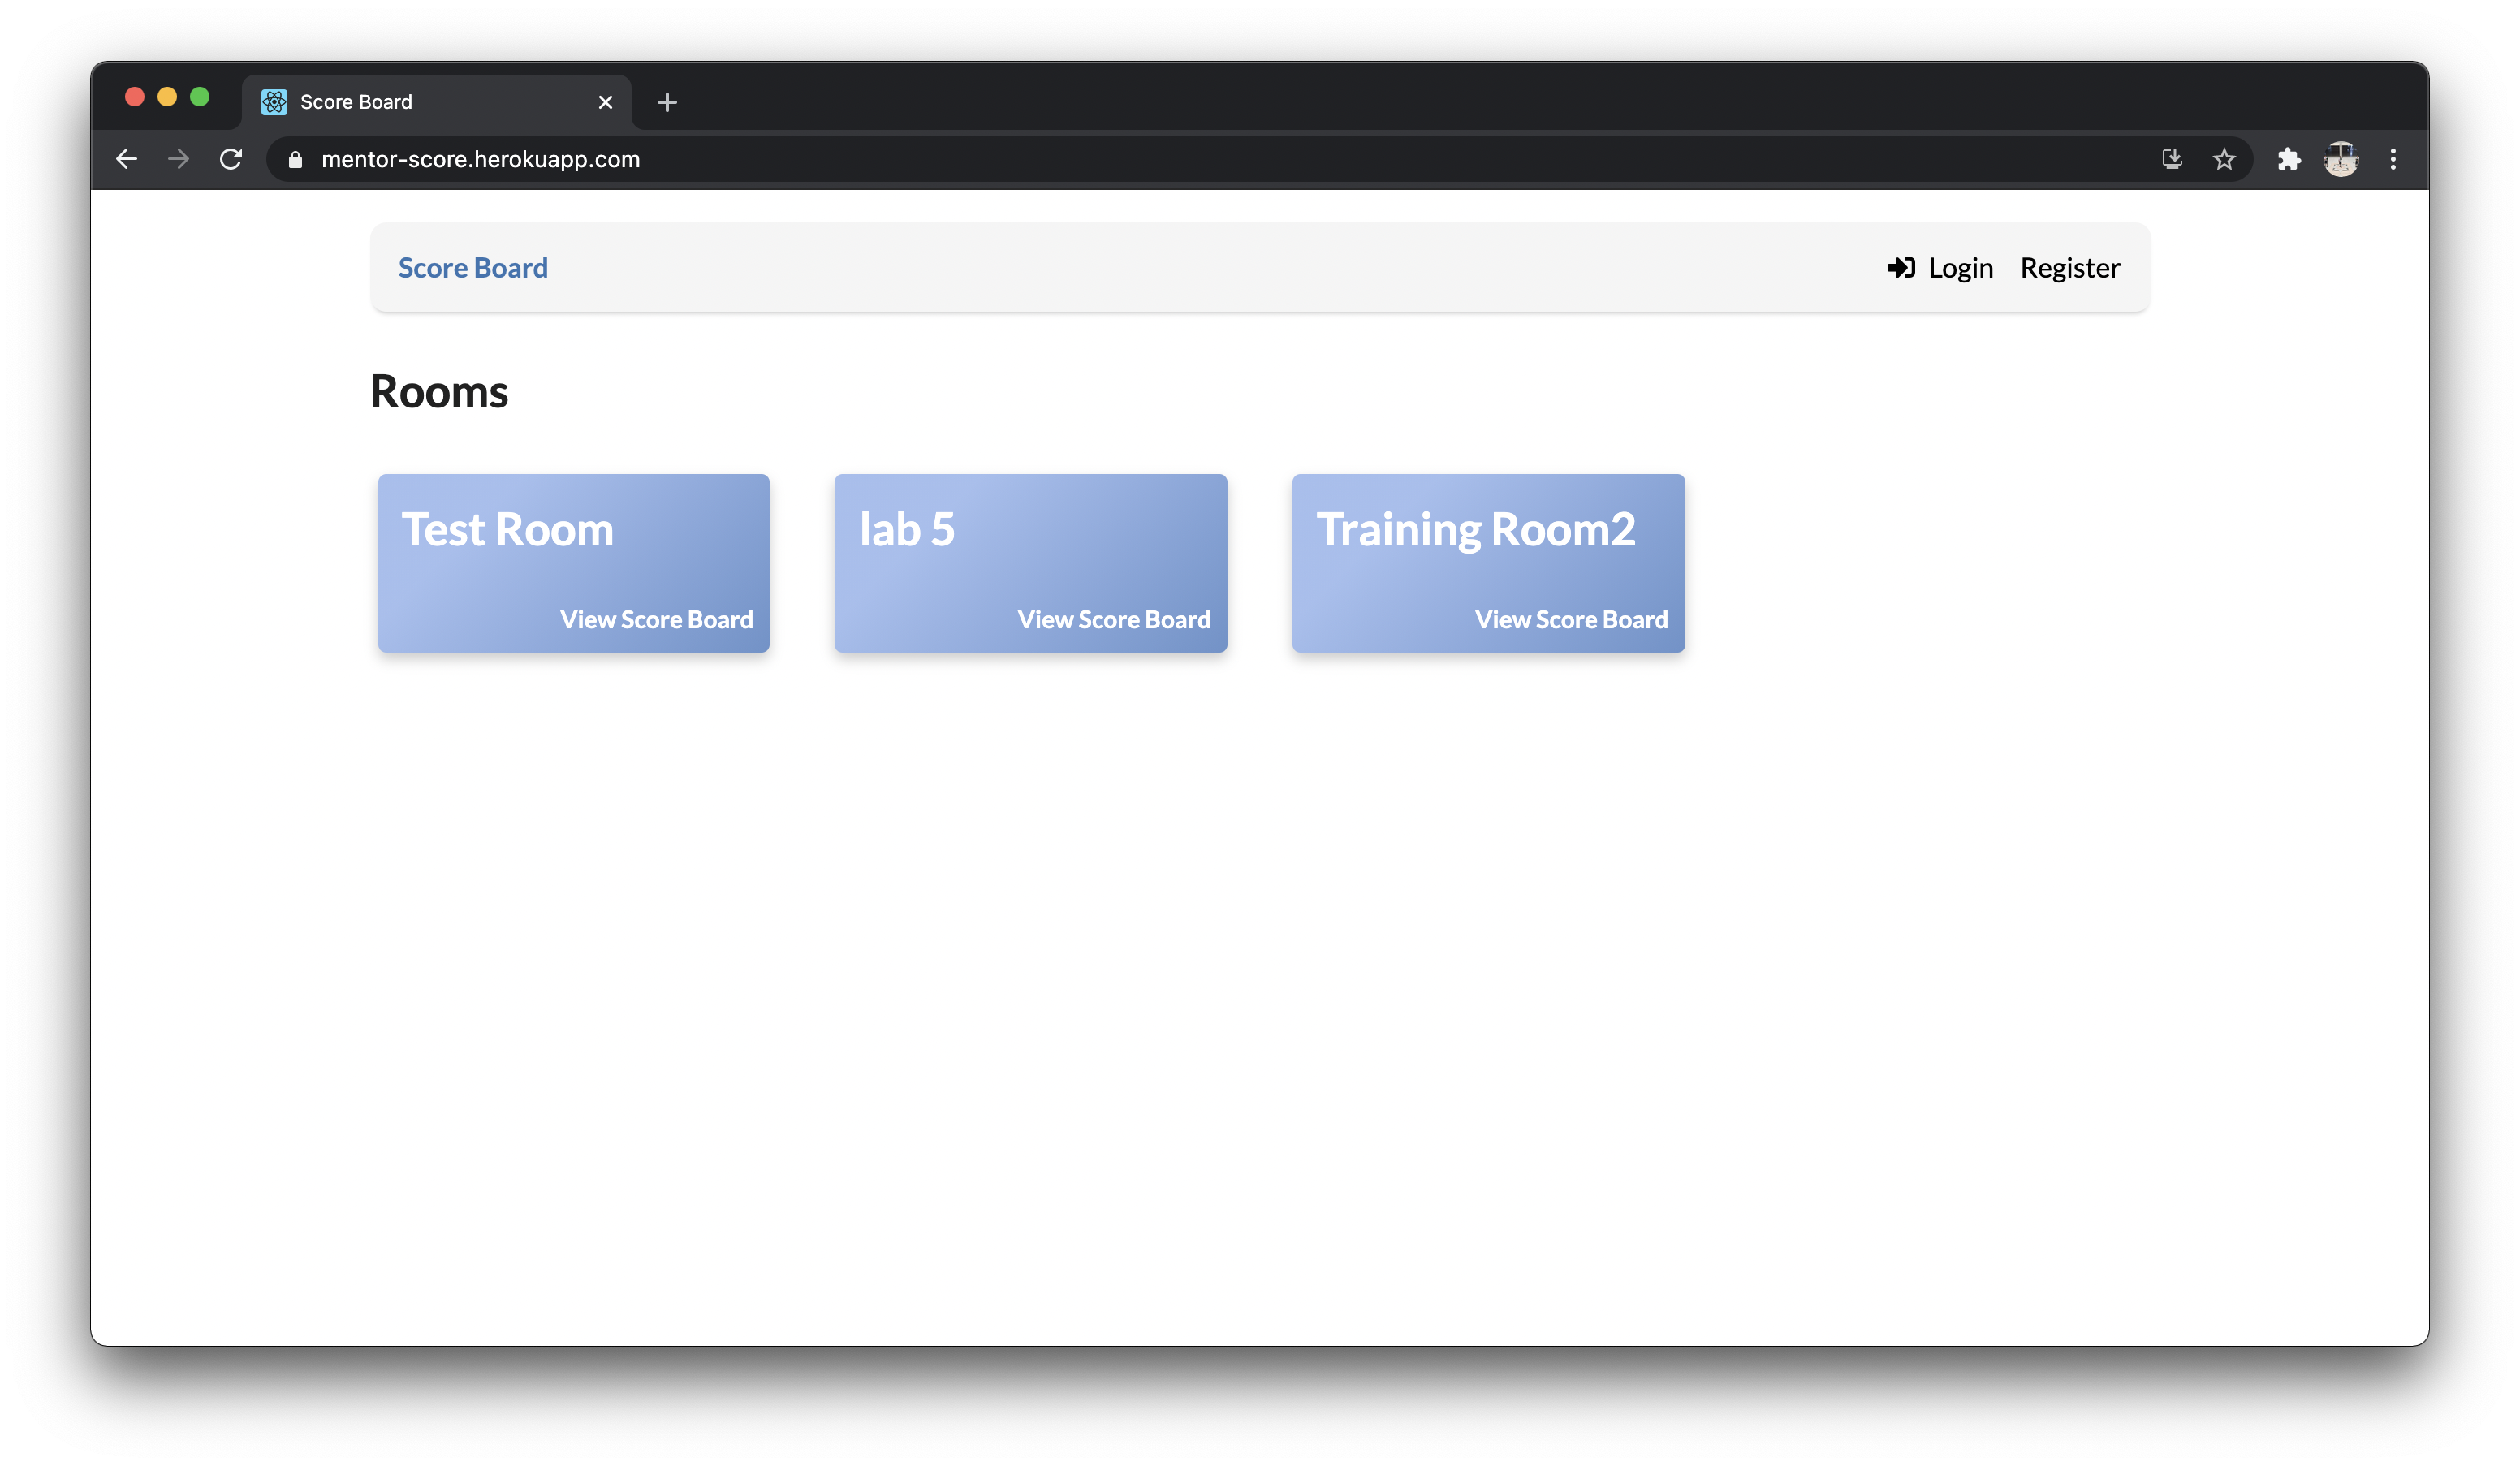 Score Board
mentor-score.herokuapp.com
Score Board
Login Register
Rooms
Test Room
View Score Board
lab 5
View Score Board
Training Room2
View Score Board